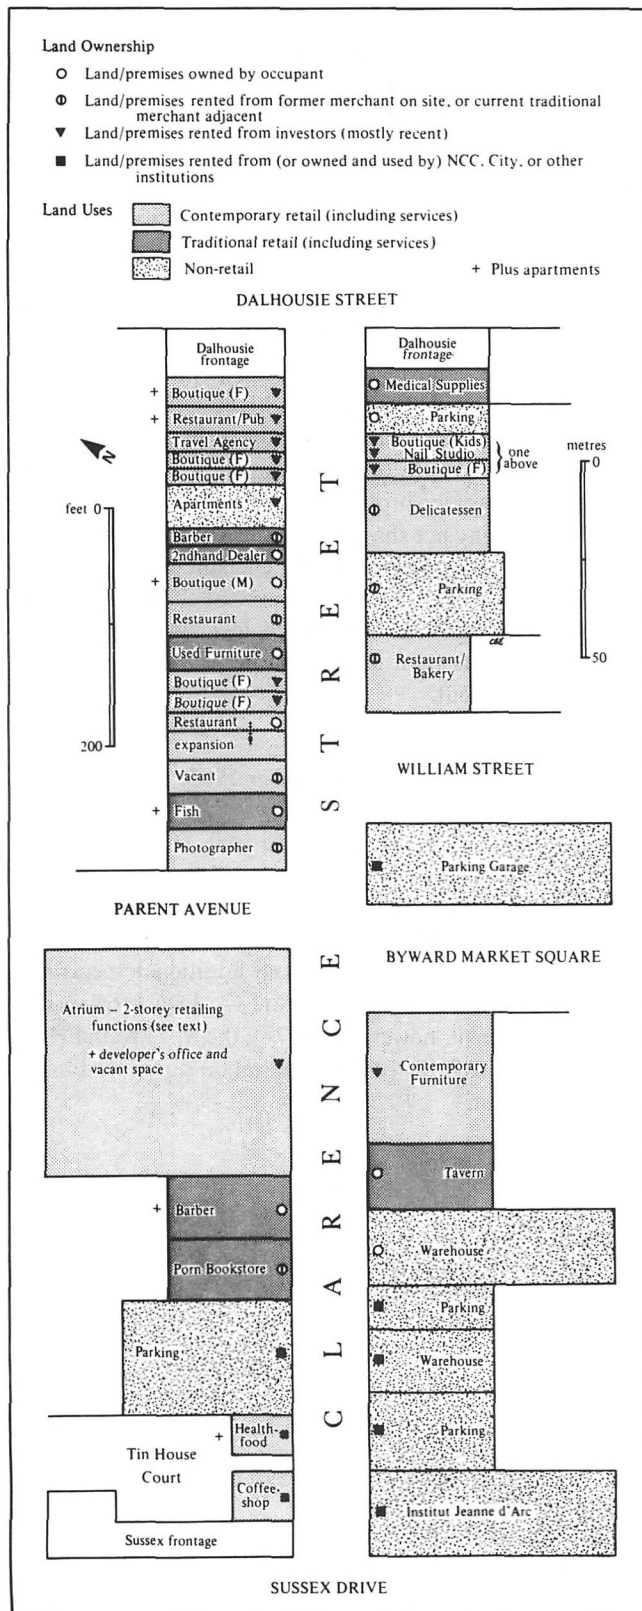 Land Ownership
Land/premises owned by occupant
Land/premises rented from former merchant on site, or current traditional
merchant adjacent
Land/premises rented from investors (mostly recent)
Land/premises rented from (or owned and used by) NCC, City, or other
institutions
Land Uses
Contemporary retail (including services)
Traditional retail (including services)
Non-retail
+ Plus apartments
DALHOUSIE STREET
Dalhousie
frontage
+ Boutique (F)
+ Restaurant/Pub
Travel Agency
Boutique (F)
Boutique (F)
Apartments
Barber
2ndhand Dealer
+ Boutique (M)
Restaurant
Used Furniture
Boutique (F)
Boutique (F)
Restaurant
expansion
Vacant
+ Fish
Photographer
N
feet 0
200
Dalhousie
frontage
Medical Supplies
Parking
Boutique (Kids)
Nail Studio
Boutique (F)
one
above
Delicatessen
Parking
CBE
Restaurant/
Bakery
metres
0
50
WILLIAM STREET
Parking Garage
PARENT AVENUE
BYWARD MARKET SQUARE
CLARENCE STREET
Atrium – 2-storey retailing
functions (see text)
+ developer's office and
vacant space
+ Barber
Porn Bookstore
Parking
+ Health-
food
Tin House
Court
Coffee-
shop
Sussex frontage
Contemporary
Furniture
Tavern
Warehouse
Parking
Warehouse
Parking
Institut Jeanne d'Arc
SUSSEX DRIVE